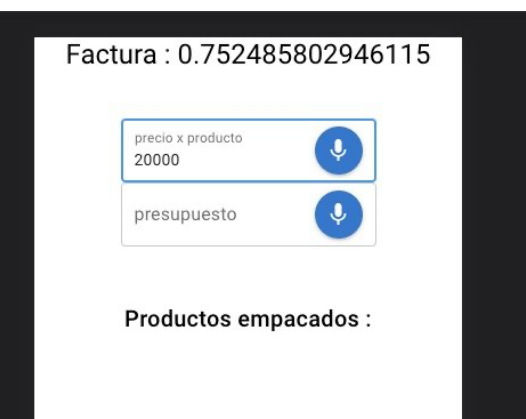 Factura : 0.752485802946115
precio x producto
20000
presupuesto
Productos empacados :